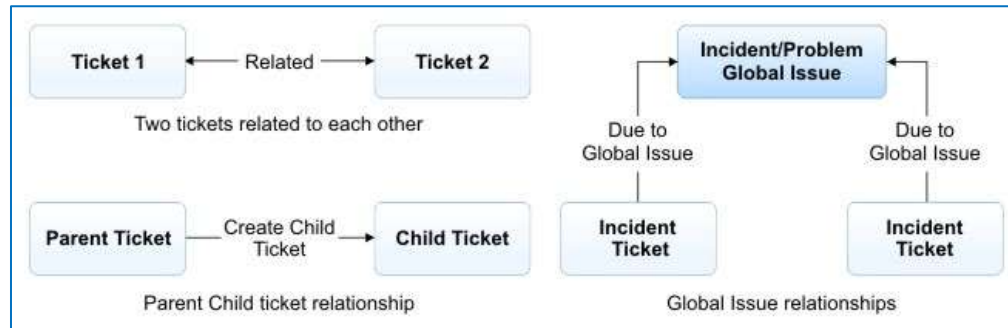 Ticket 1
Related
Ticket 2
Two tickets related to each other
Parent Ticket
Create Child
Ticket
Child Ticket
Parent Child ticket relationship
Incident/Problem
Global Issue
Due to
Global Issue
Due to
Global Issue
Incident
Ticket
Incident
Ticket
Global Issue relationships